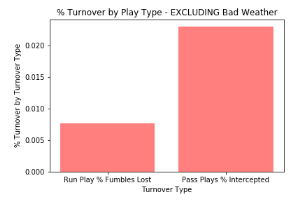 % Turnover by Play Type - EXCLUDING Bad Weather
% Turnover by Turnover Type
0.020
0.015
0.010
0.005
0.000
Run Play % Fumbles Lost
Pass Plays % Intercepted
Turnover Type